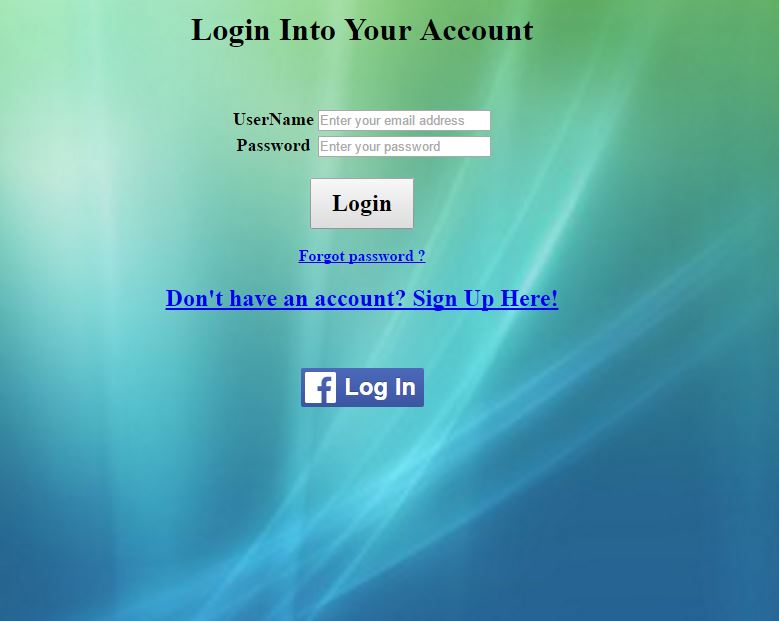 Login Into Your Account
UserName Enter your email address
Password Enter your password
Login
Forgot password ?
Don't have an account? Sign Up Here!
f Log In